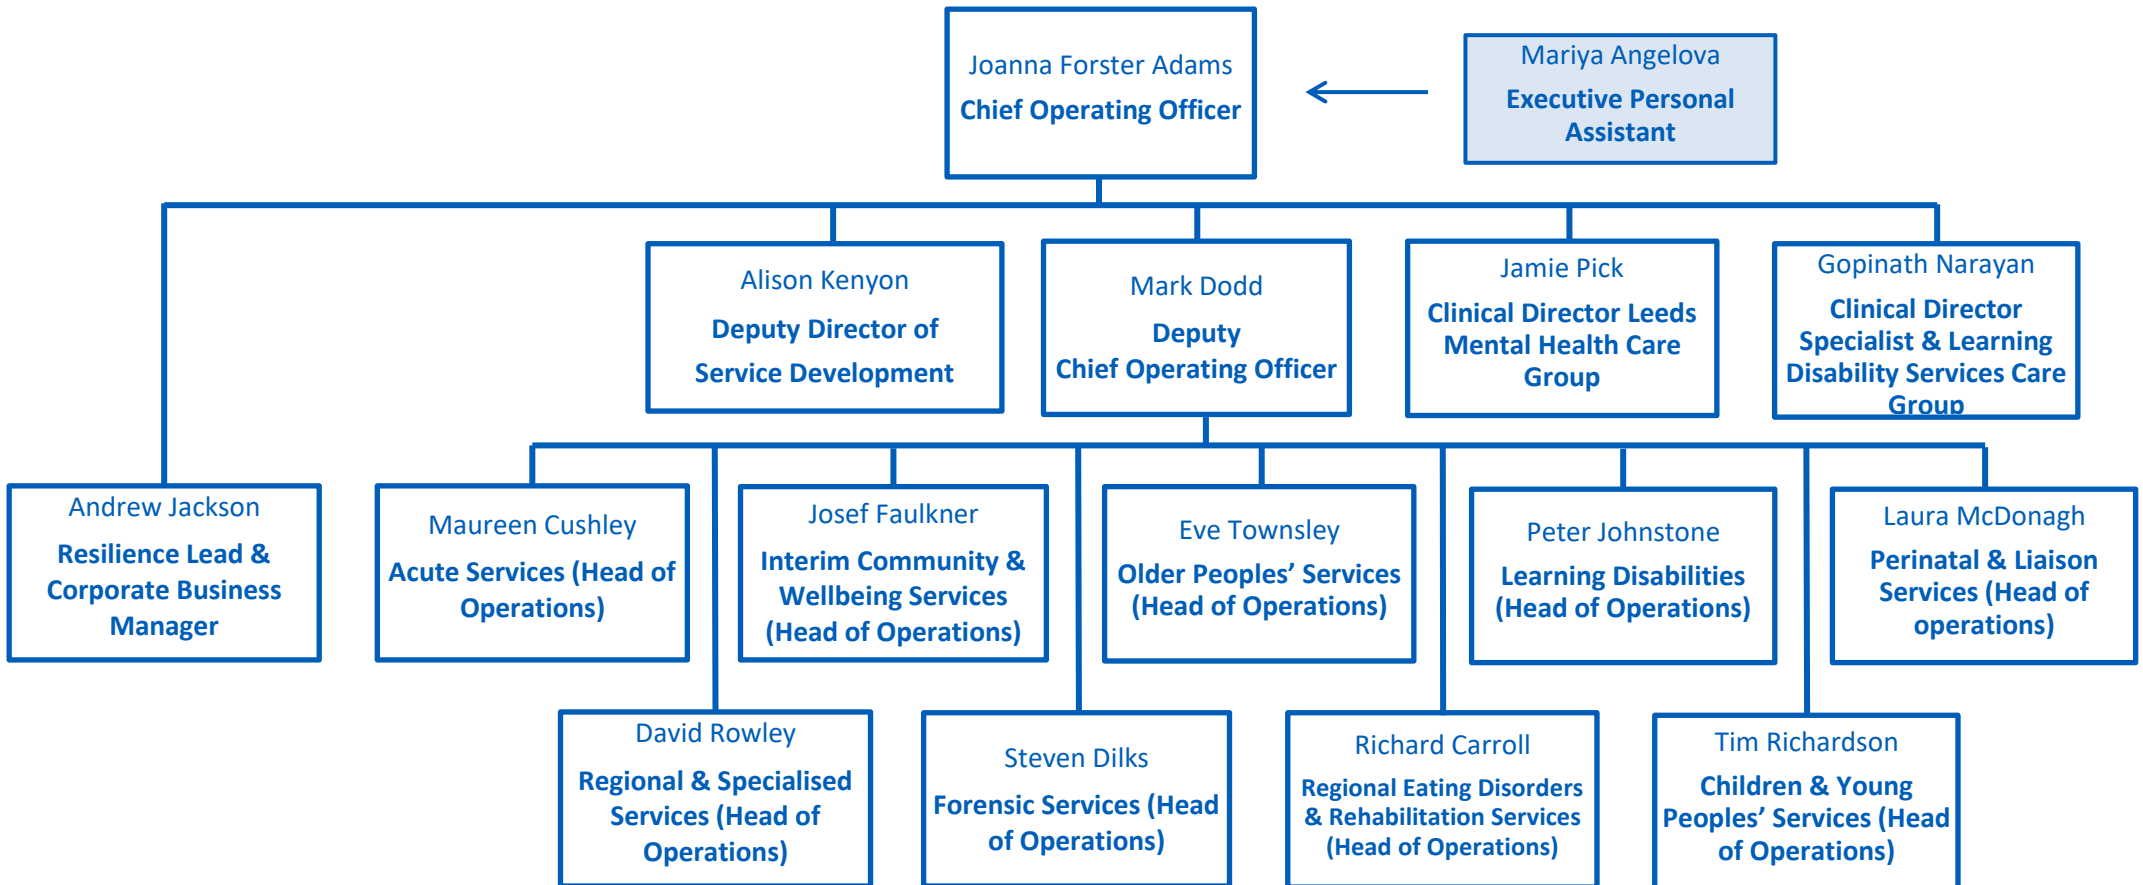 Joanna Forster Adams
Chief Operating Officer
Mariya Angelova
Executive Personal
Assistant
Alison Kenyon
Deputy Director of
Service Development
Mark Dodd
Deputy
Chief Operating Officer
Jamie Pick
Clinical Director Leeds
Mental Health Care
Group
Gopinath Narayan
Clinical Director
Specialist & Learning
Disability Services Care
Group
Andrew Jackson
Resilience Lead &
Corporate Business
Manager
Maureen Cushley
Acute Services (Head of
Operations)
Josef Faulkner
Interim Community &
Wellbeing Services
(Head of Operations)
Eve Townsley
Older Peoples’ Services
(Head of Operations)
Peter Johnstone
Learning Disabilities
(Head of Operations)
Laura McDonagh
Perinatal & Liaison
Services (Head of
operations)
David Rowley
Regional & Specialised
Services (Head of
Operations)
Steven Dilks
Forensic Services (Head
of Operations)
Richard Carroll
Regional Eating Disorders
& Rehabilitation Services
(Head of Operations)
Tim Richardson
Children & Young
Peoples’ Services (Head
of Operations)